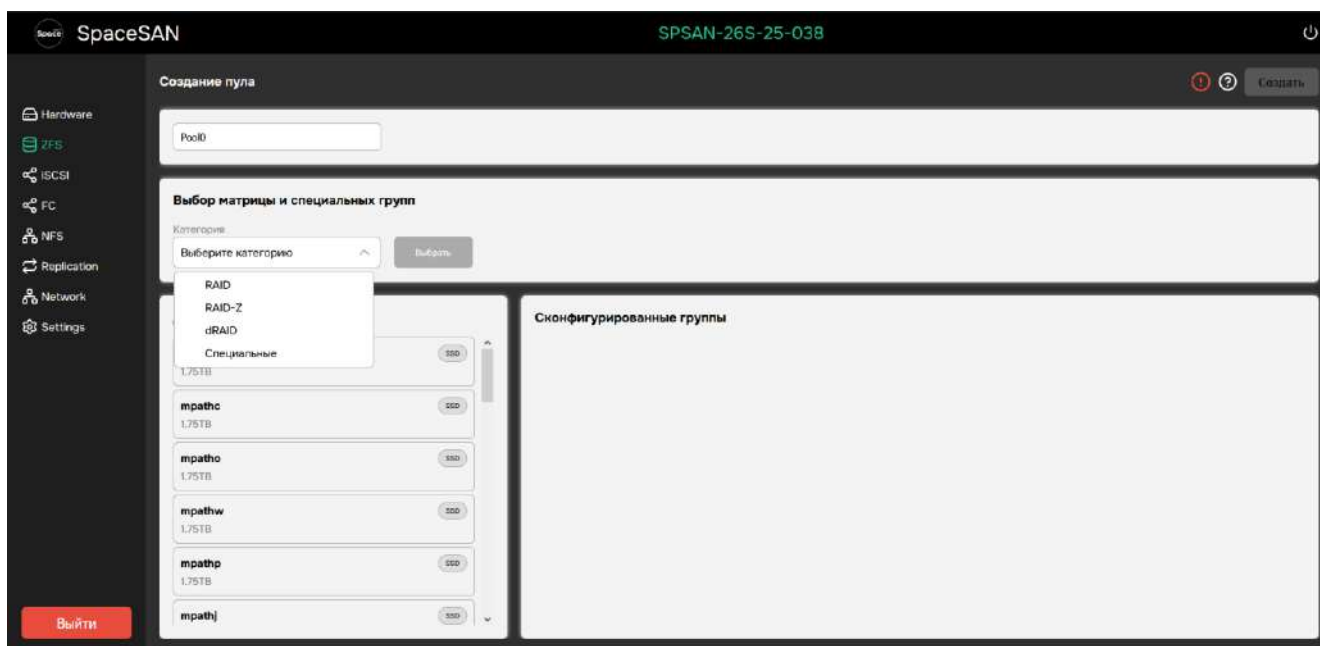 Space SpaceSAN
SPSAN-26S-25-038
Hardware
ZFS
iSCSI
FC
NFS
Replication
Network
Settings
Выйти
Создание пула
Создать
Pool0
Выбор матрицы и специальных групп
Категория
Выберите категорию
Выбрать
RAID
RAID-Z
dRAID
Специальные
SSD
1.75TB
mpathc
SSD
1.75TB
mpatho
SSD
1.75TB
mpathw
SSD
1.75TB
mpathp
SSD
1.75TB
mpathj
SSD
Сконфигурированные группы